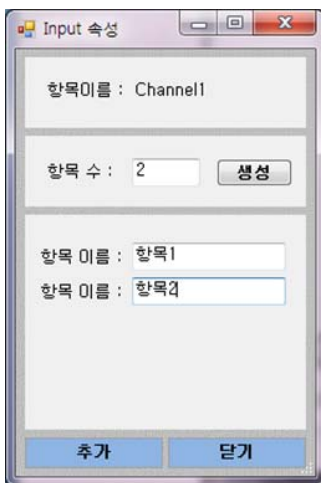 Input 속성
항목이름 : Channel1
항목 수 : 2 생성
항목 이름 : 항목1
항목 이름 : 항목2
추가 닫기